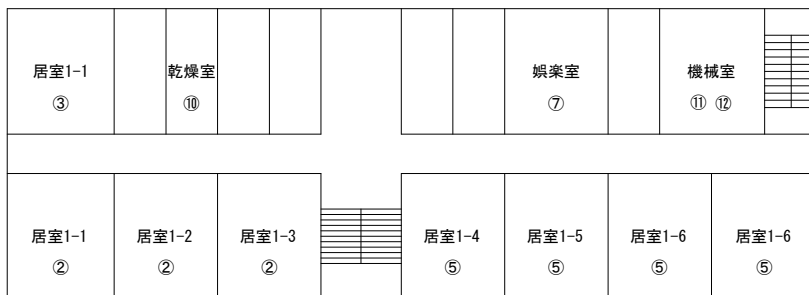 居室1-1 乾燥室 娯楽室 機械室
③ ⑩ ⑦ ⑪ ⑫
居室1-1 居室1-2 居室1-3 居室1-4 居室1-5 居室1-6 居室1-6
② ② ② ⑤ ⑤ ⑤ ⑤